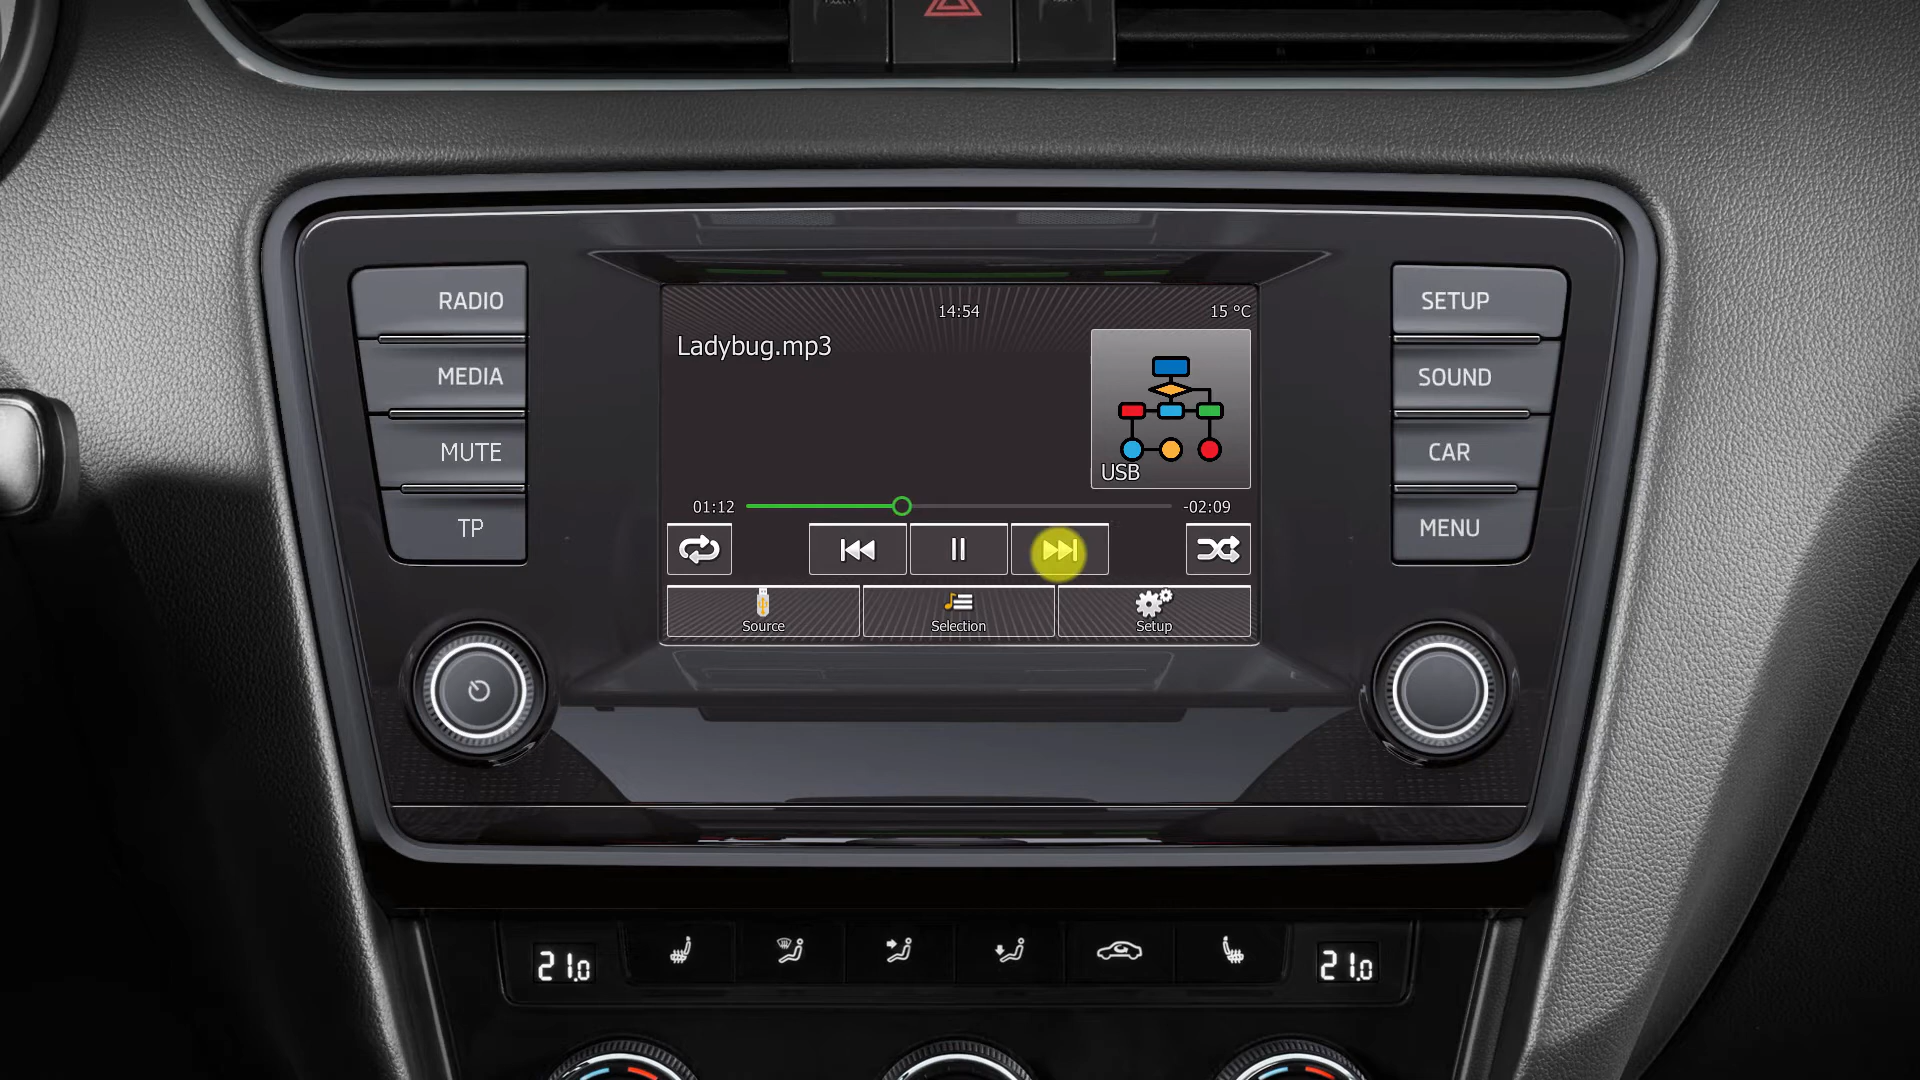 RADIO
MEDIA
MUTE
TP
14:54
15 °C
Ladybug.mp3
USB
01:12
-02:09
Source
Selection
Setup
SETUP
SOUND
CAR
MENU
21.0
21.0